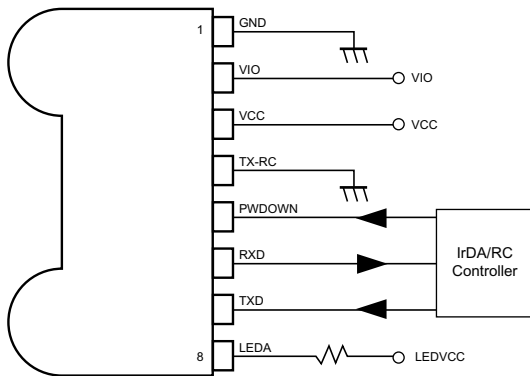 1 GND
VIO VIO
VCC VCC
TX-RC
PWDOWN
RXD IrDA/RC
Controller
TXD
8 LEDA LEDVCC